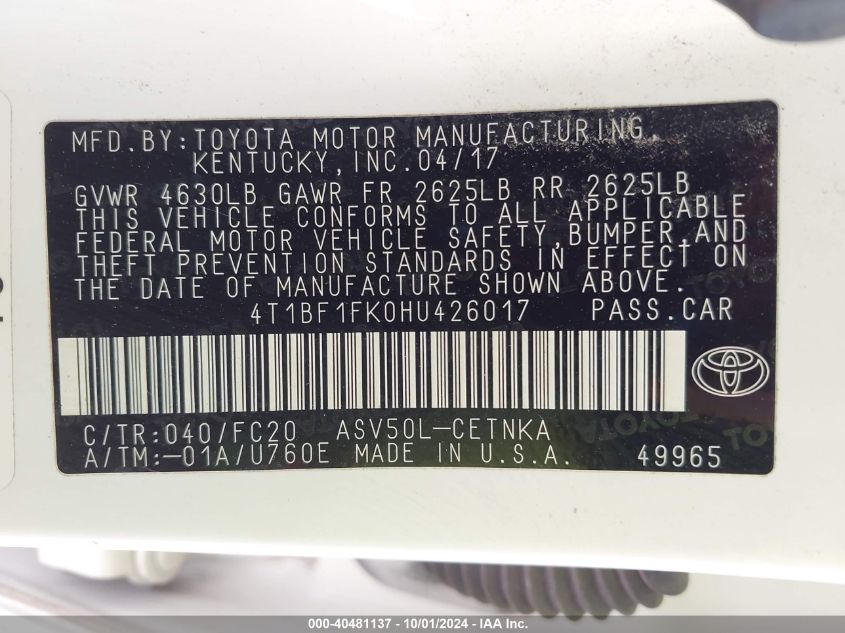 MFD. BY: TOYOTA MOTOR MANUFACTURING,
KENTUCKY, INC. 04/17
GVWR 4630LB GAWR FR 2625LB RR 2625LB
THIS VEHICLE CONFORMS TO ALL APPLICABLE
FEDERAL MOTOR VEHICLE SAFETY, BUMPER, AND
THEFT PREVENTION STANDARDS IN EFFECT ON
THE DATE OF MANUFACTURE SHOWN ABOVE.
4T1BF1FK0HU426017 PASS. CAR
C/TR: 040/FC20 ASV50L-CETNKA
A/TM: -01A/U760E MADE IN U.S.A. 49965
000-40481137 - 10/01/2024 - IAA Inc.